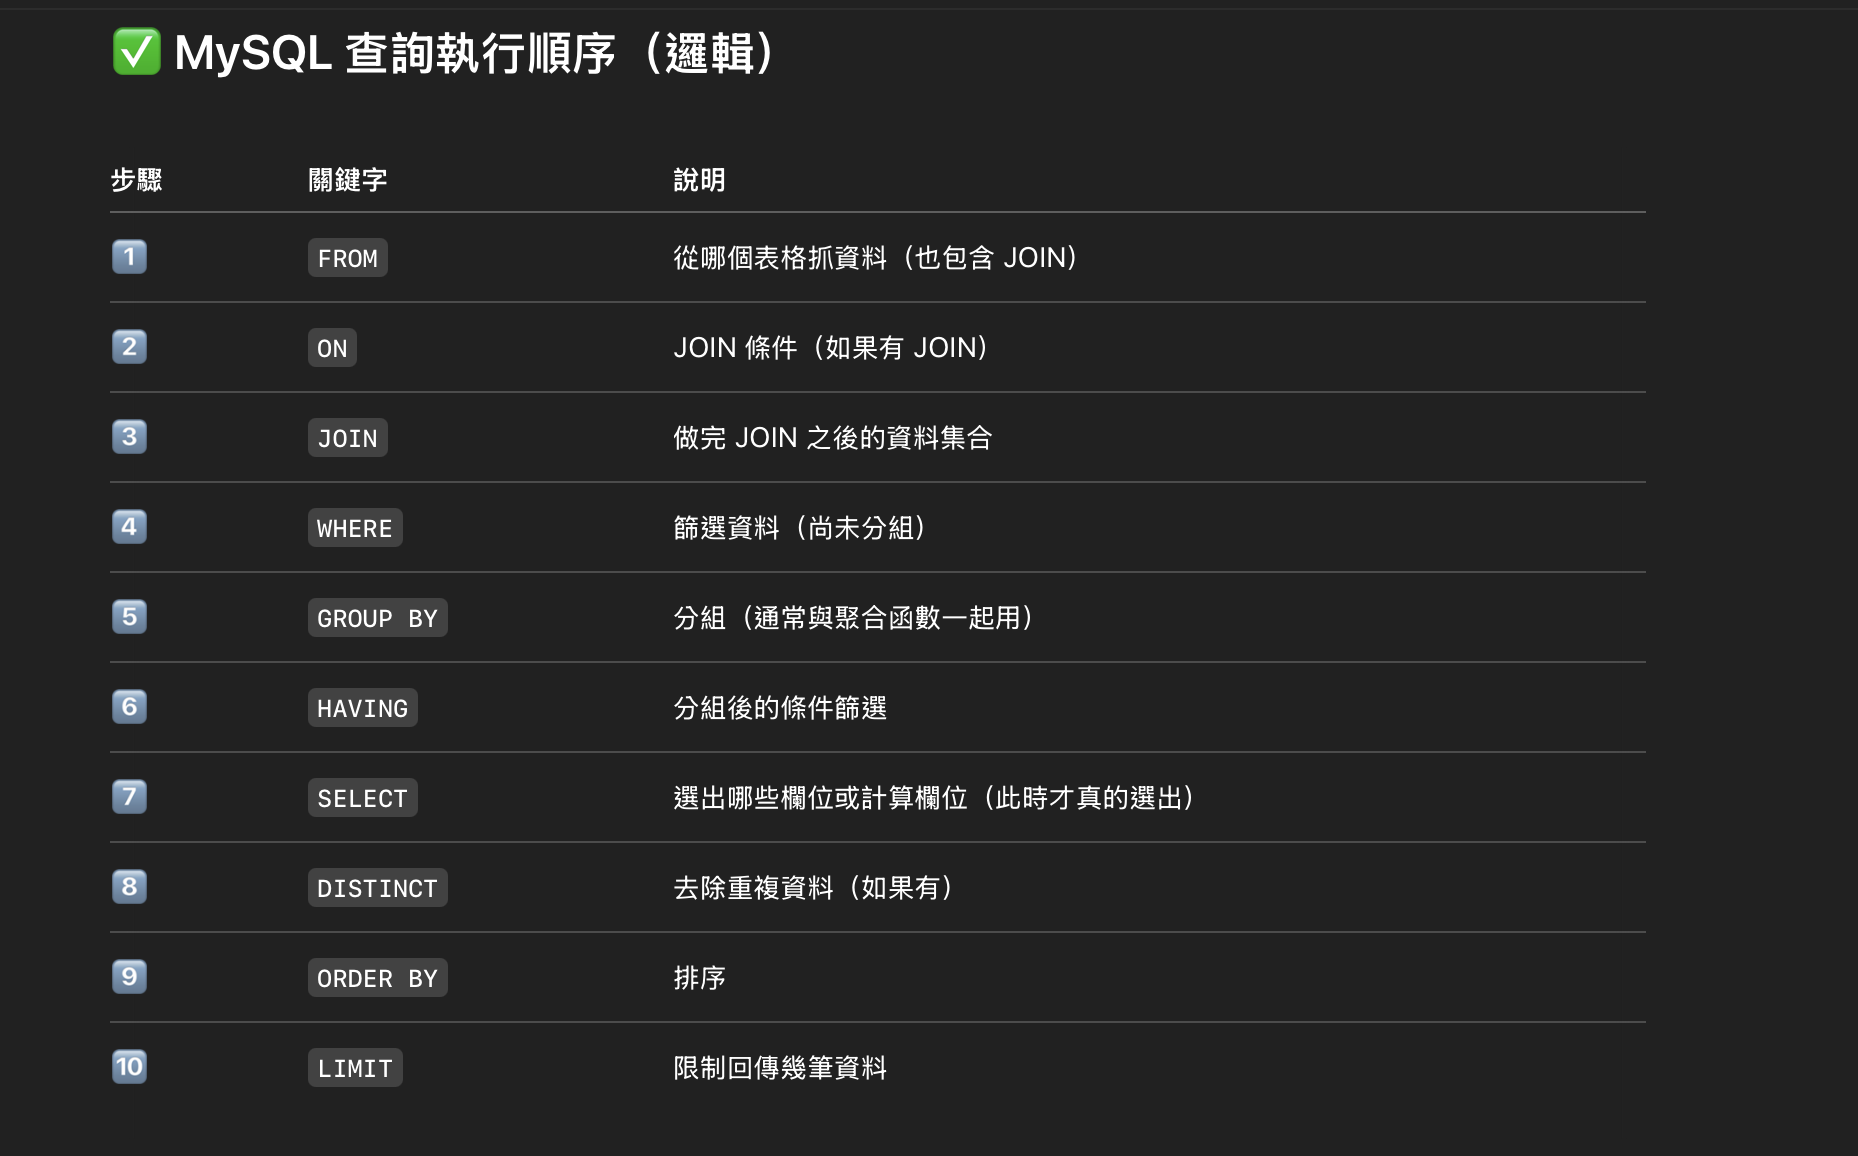 ✅ MySQL 查詢執行順序（邏輯）
步驟 關鍵字 說明
1 FROM 從哪個表格抓資料（也包含 JOIN）
2 ON JOIN 條件（如果有 JOIN）
3 JOIN 做完 JOIN 之後的資料集合
4 WHERE 篩選資料（尚未分組）
5 GROUP BY 分組（通常與聚合函數一起用）
6 HAVING 分組後的條件篩選
7 SELECT 選出哪些欄位或計算欄位（此時才真的選出）
8 DISTINCT 去除重複資料（如果有）
9 ORDER BY 排序
10 LIMIT 限制回傳幾筆資料